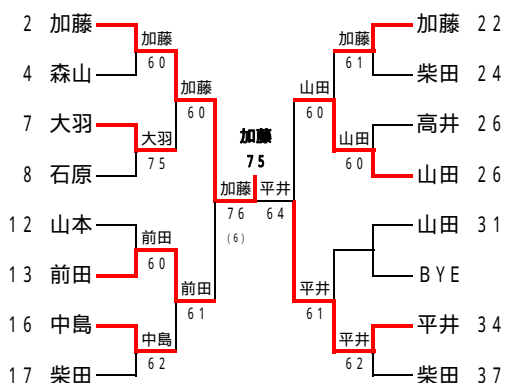 2 加藤
加藤
60
4 森山
加藤
60
7 大羽
大羽
75
8 石原
加藤
76
(6)
12 山本
前田
60
13 前田
前田
61
16 中島
中島
62
17 柴田
加藤
75
平井
64
加藤 22
加藤
61
柴田 24
山田
60
高井 26
山田
60
山田 26
山田 31
BYE
平井
61
平井 34
平井
62
柴田 37